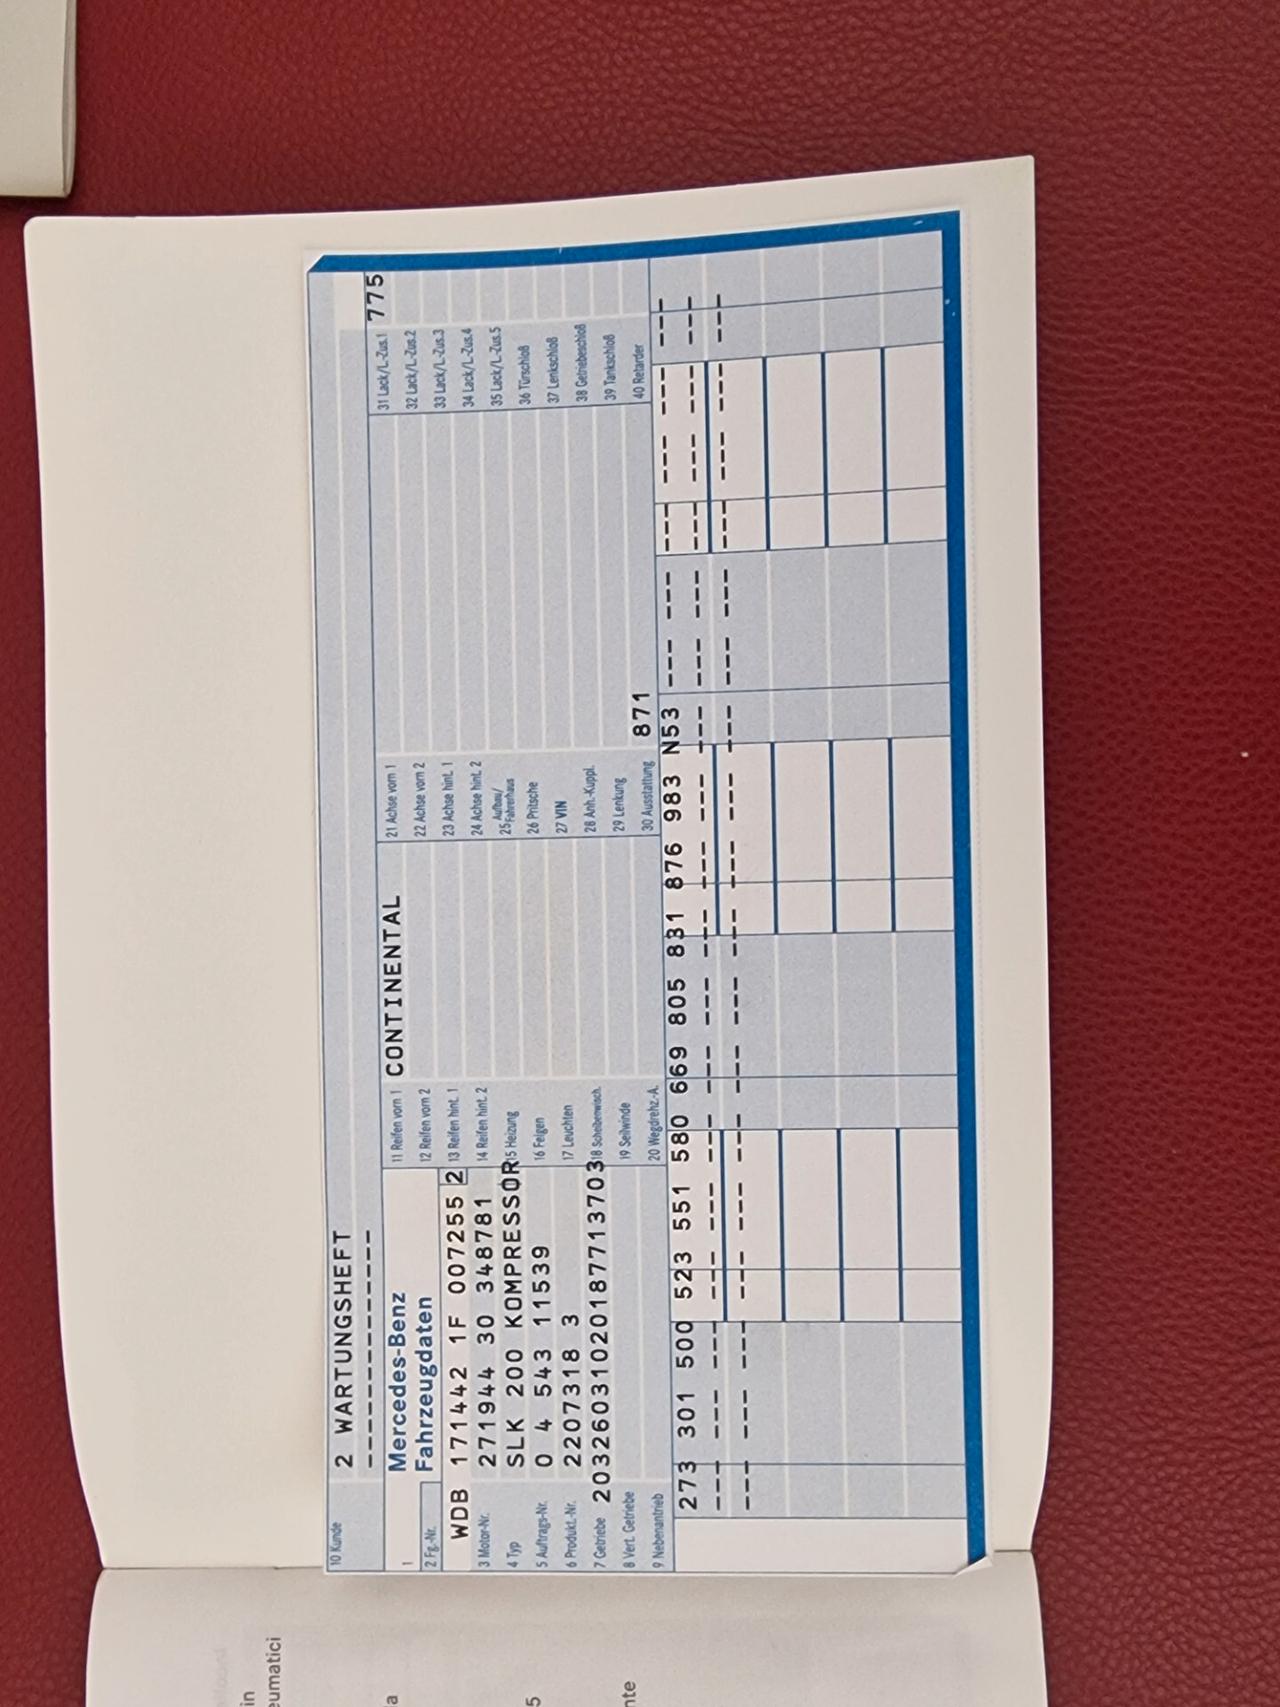 10 Kunde 2 WARTUNGSHEFT
--------------
1 Mercedes-Benz
Fahrzeugdaten
2 Fg.-Nr.
WDB 171442 1F 007255 2
3 Motor-Nr. 271944 30 348781
4 Typ SLK 200 KOMPRESSOR
5 Auftrags-Nr. 0 4 543 11539
6 Produkt.-Nr. 2207318 3
7 Getriebe 20326031020187713703
8 Vert. Getriebe
9 Nebenantrieb
11 Reifen vorn 1 CONTINENTAL
12 Reifen vorn 2
13 Reifen hint. 1
14 Reifen hint. 2
15 Heizung
16 Felgen
17 Leuchten
18 Scheibenwisch.
19 Seilwinde
20 Wegdrehz.-A.
21 Achse vorn 1
22 Achse vorn 2
23 Achse hint. 1
24 Achse hint. 2
25 Aufbau/
Fahrerhaus
26 Pritsche
27 VIN
28 Anh.-Kuppl.
29 Lenkung
30 Ausstattung 871
31 Lack/L.-Zus.1 775
32 Lack/L.-Zus.2
33 Lack/L.-Zus.3
34 Lack/L.-Zus.4
35 Lack/L.-Zus.5
36 Türschloß
37 Lenkschloß
38 Getriebeschloß
39 Tankschloß
40 Retarder
273 301 500 523 551 580 669 805 831 876 983 N53 --- --- --- --- --- ---
--- --- --- --- --- --- --- --- --- --- --- --- --- --- --- --- --- ---
--- --- --- --- --- --- --- --- --- --- --- --- --- --- --- --- --- ---
in
eumatici
a
5
nte